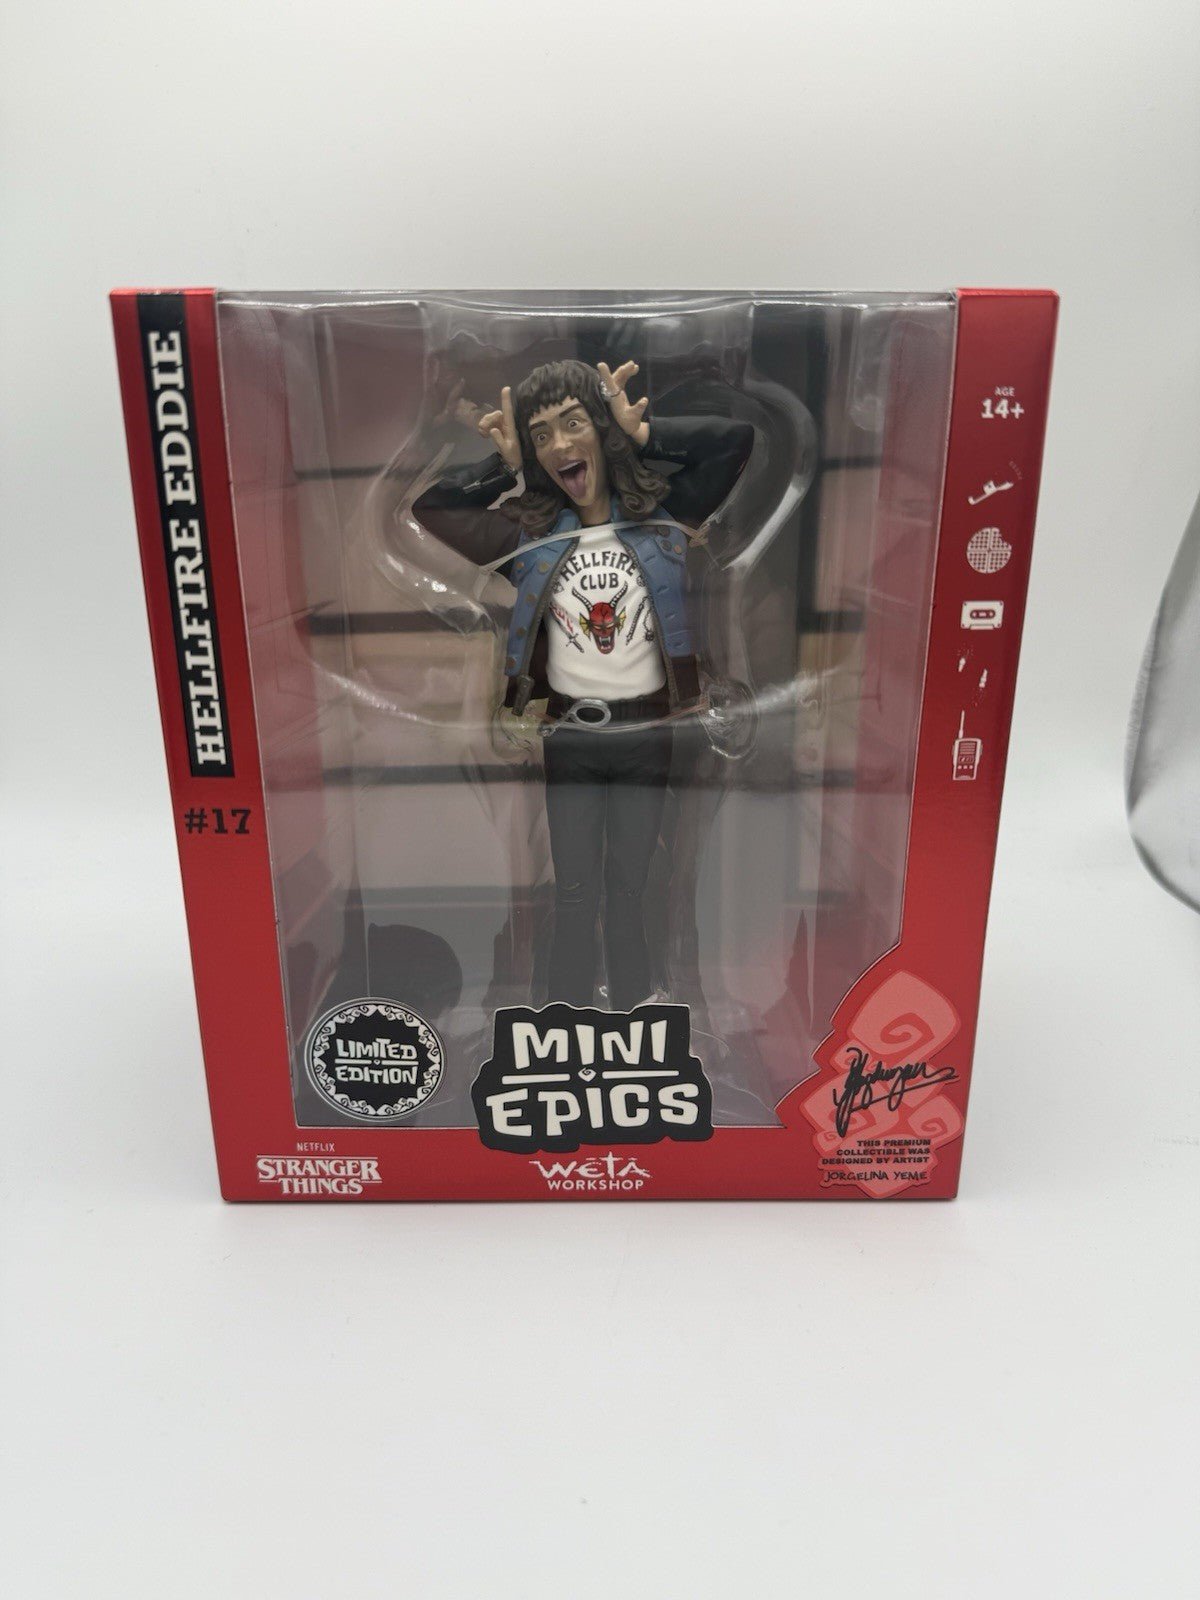 HELLFIRE EDDIE
#17
AGE
14+
HELLFIRE
CLUB
LIMITED
EDITION
MINI
EPICS
NETFLIX
STRANGER
THINGS
WĒTĀ
WORKSHOP
THIS PREMIUM
COLLECTIBLE WAS
DESIGNED BY ARTIST
JORGELINA YEME